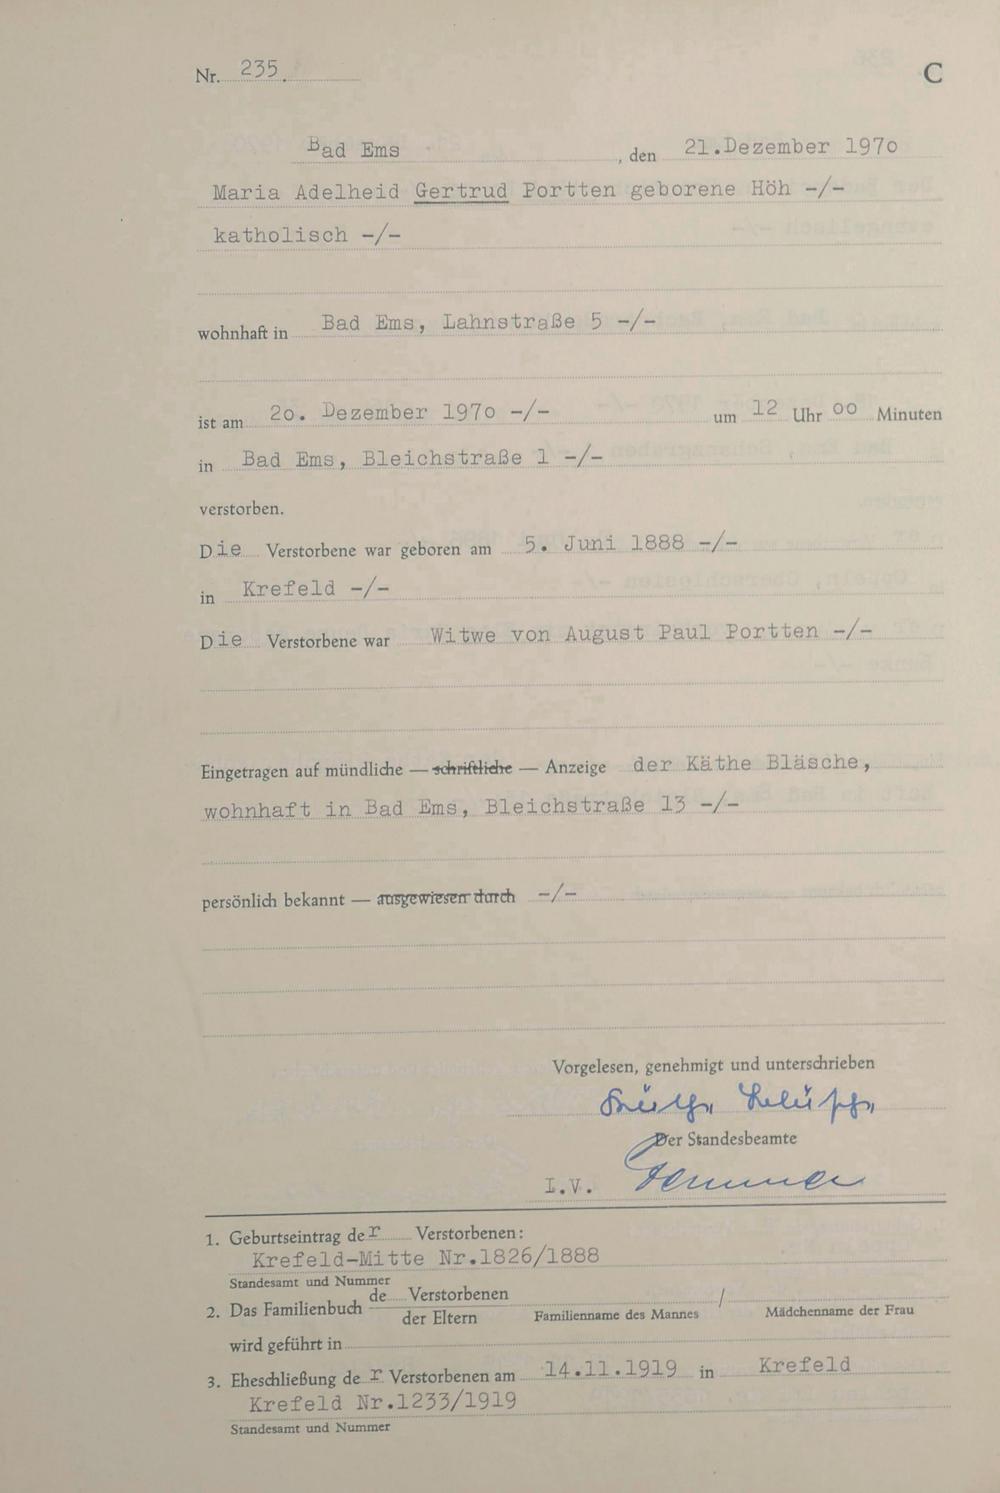 Nr. 235.
C
Bad Ems, den 21.Dezember 1970
Maria Adelheid Gertrud Portten geborene Höh -/-
katholisch -/-
wohnhaft in Bad Ems, Lahnstraße 5 -/-
ist am 20. Dezember 1970 -/- um 12 Uhr 00 Minuten
in Bad Ems, Bleichstraße 1 -/-
verstorben.
Die Verstorbene war geboren am 5. Juni 1888 -/-
in Krefeld -/-
Die Verstorbene war Witwe von August Paul Portten -/-
Eingetragen auf mündliche — schriftliche — Anzeige der Käthe Bläsche,
wohnhaft in Bad Ems, Bleichstraße 13 -/-
persönlich bekannt — ausgewiesen durch -/-
Vorgelesen, genehmigt und unterschrieben
Der Standesbeamte
I.V.
1. Geburtseintrag der Verstorbenen:
Krefeld-Mitte Nr.1826/1888
Standesamt und Nummer
2. Das Familienbuch de Verstorbenen /
der Eltern Familienname des Mannes Mädchenname der Frau
wird geführt in
3. Eheschließung der Verstorbenen am 14.11.1919 in Krefeld
Krefeld Nr.1233/1919
Standesamt und Nummer